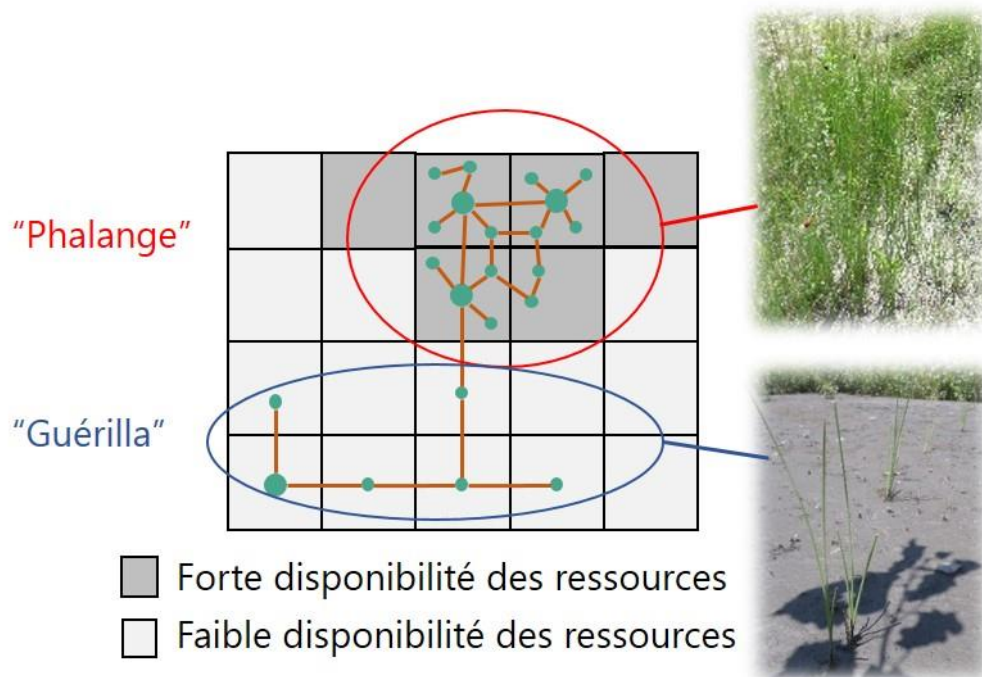 “Phalange”
“Guérilla”
Forte disponibilité des ressources
Faible disponibilité des ressources